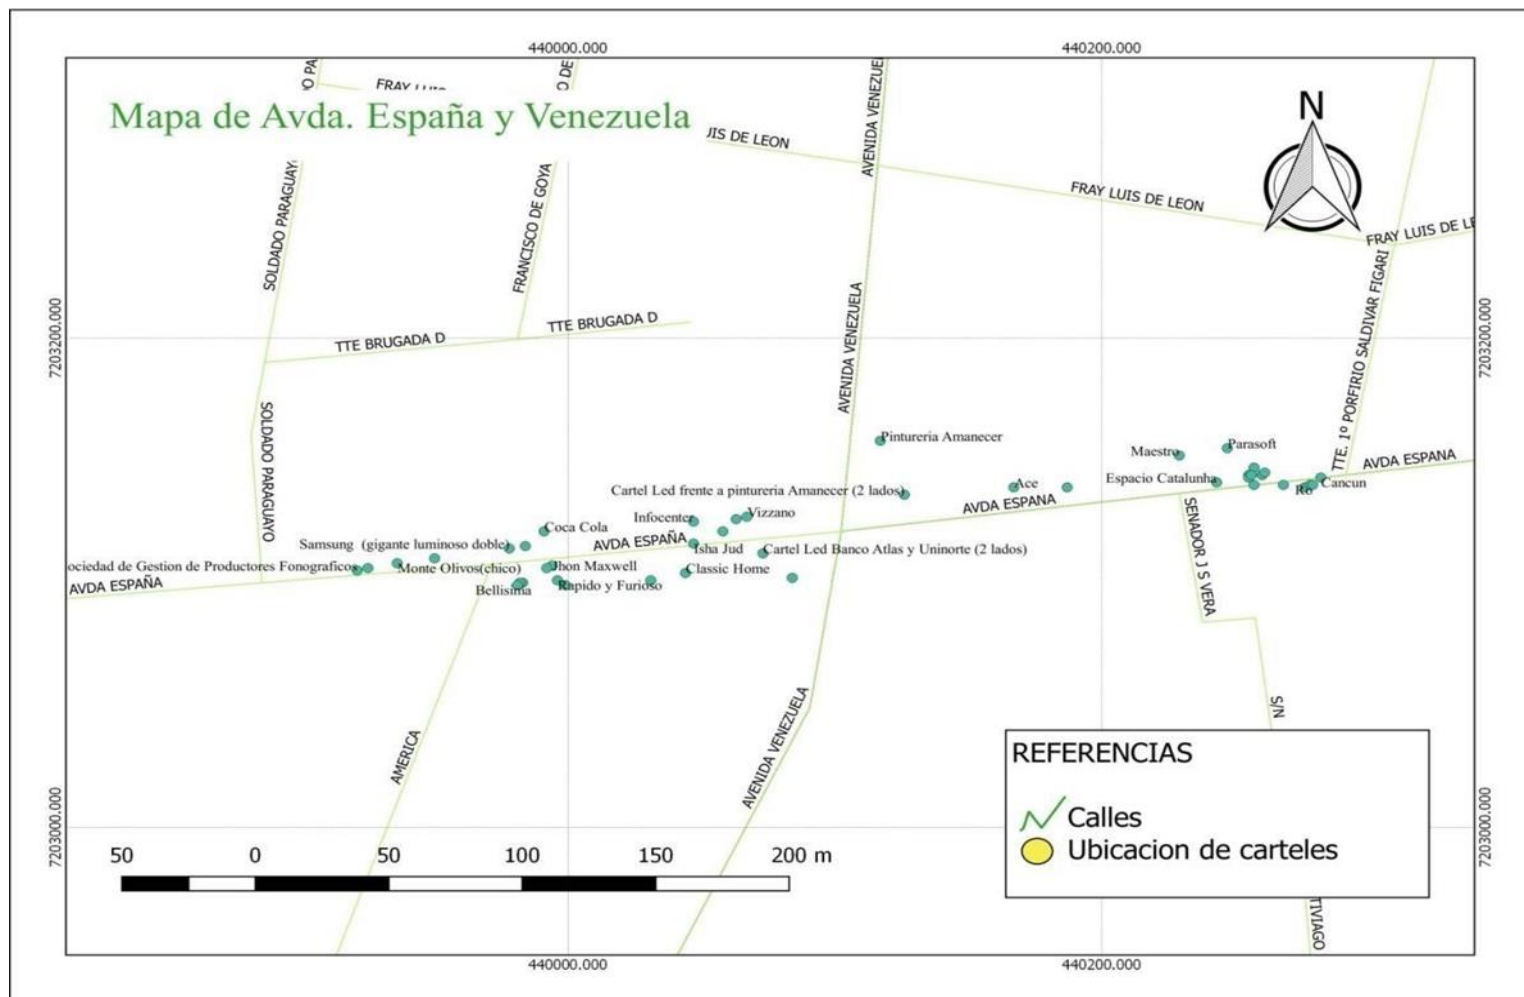 440000.000
440200.000
Mapa de Avda. España y Venezuela
N
O PA
FRAY LUIS
O DE
AVENIDA VENEZUELA
UIS DE LEON
FRAY LUIS DE LEON
FRAY LUIS DE LE
SOLDADO PARAGUAY
FRANCISCO DE GOYA
TTE. 1º PORFIRIO SALDIVAR FIGARI
7203200.000
7203200.000
TTE BRUGADA D
TTE BRUGADA D
AVENIDA VENEZUELA
SOLDADO PARAGUAYO
Pintureria Amanecer
Maestro
Parasoft
AVDA ESPANA
Espacio Catalunha
Ro
Cancun
Ace
Cartel Led frente a pintureria Amanecer (2 lados)
AVDA ESPANA
Infocenter
Vizzano
Coca Cola
Samsung (gigante luminoso doble)
AVDA ESPAÑA
Isha Jud
Cartel Led Banco Atlas y Uninorte (2 lados)
ociedad de Gestion de Productores Fonograficos
Monte Olivos(chico)
Jhon Maxwell
Classic Home
AVDA ESPAÑA
Bellisima
Rapido y Furioso
SENADOR J S VERA
S/N
AMERICA
AVENIDA VENEZUELA
REFERENCIAS
Calles
Ubicacion de carteles
7203000.000
7203000.000
50 0 50 100 150 200 m
TIVIAGO
440000.000
440200.000